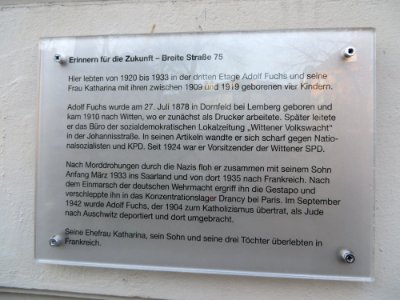 Erinnern für die Zukunft – Breite Straße 75
Hier lebten von 1920 bis 1933 in der dritten Etage Adolf Fuchs und seine
Frau Katharina mit ihren zwischen 1909 und 1919 geborenen vier Kindern.
Adolf Fuchs wurde am 27. Juli 1878 in Dornfeld bei Lemberg geboren und
kam 1910 nach Witten, wo er zunächst als Drucker arbeitete. Später leitete
er das Büro der sozialdemokratischen Lokalzeitung „Wittener Volkswacht“
in der Johannisstraße. In seinen Artikeln wandte er sich scharf gegen Natio-
nalsozialisten und KPD. Seit 1924 war er Vorsitzender der Wittener SPD.
Nach Morddrohungen durch die Nazis floh er zusammen mit seinem Sohn
Anfang März 1933 ins Saarland und von dort 1935 nach Frankreich. Nach
dem Einmarsch der deutschen Wehrmacht ergriff ihn die Gestapo und
verschleppte ihn in das Konzentrationslager Drancy bei Paris. Im September
1942 wurde Adolf Fuchs, der 1904 zum Katholizismus übertrat, als Jude
nach Auschwitz deportiert und dort umgebracht.
Seine Ehefrau Katharina, sein Sohn und seine drei Töchter überlebten in
Frankreich.